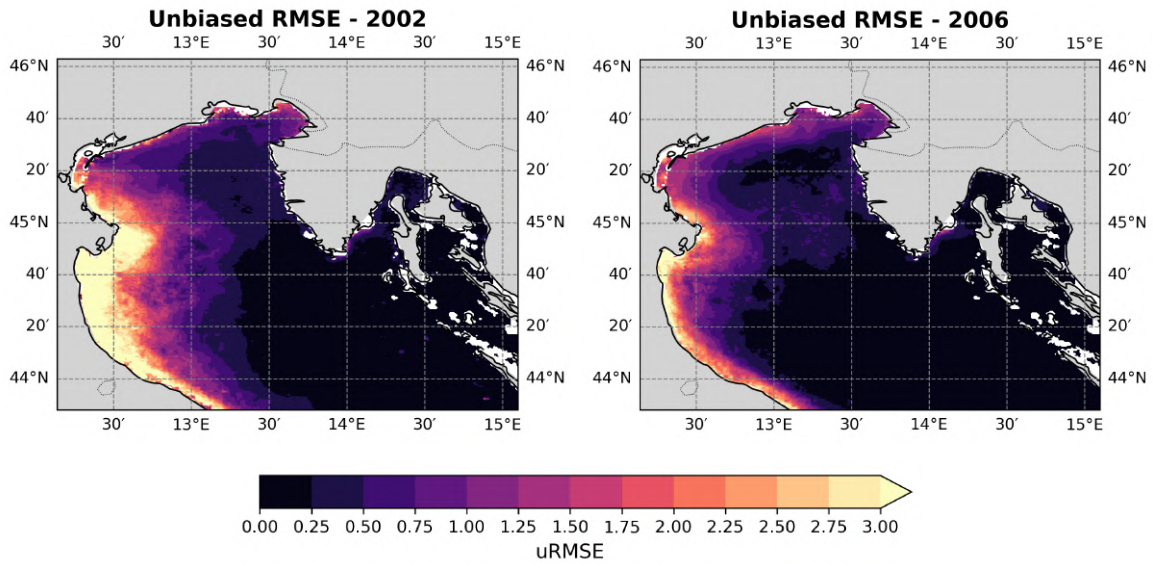 Unbiased RMSE - 2002
Unbiased RMSE - 2006
30′ 13°E 30′ 14°E 30′ 15°E
30′ 13°E 30′ 14°E 30′ 15°E
46°N 46°N 46°N 46°N
40′ 40′ 40′ 40′
20′ 20′ 20′ 20′
45°N 45°N 45°N 45°N
40′ 40′ 40′ 40′
20′ 20′ 20′ 20′
44°N 44°N 44°N 44°N
30′ 13°E 30′ 14°E 30′ 15°E
30′ 13°E 30′ 14°E 30′ 15°E
0.00 0.25 0.50 0.75 1.00 1.25 1.50 1.75 2.00 2.25 2.50 2.75 3.00
uRMSE